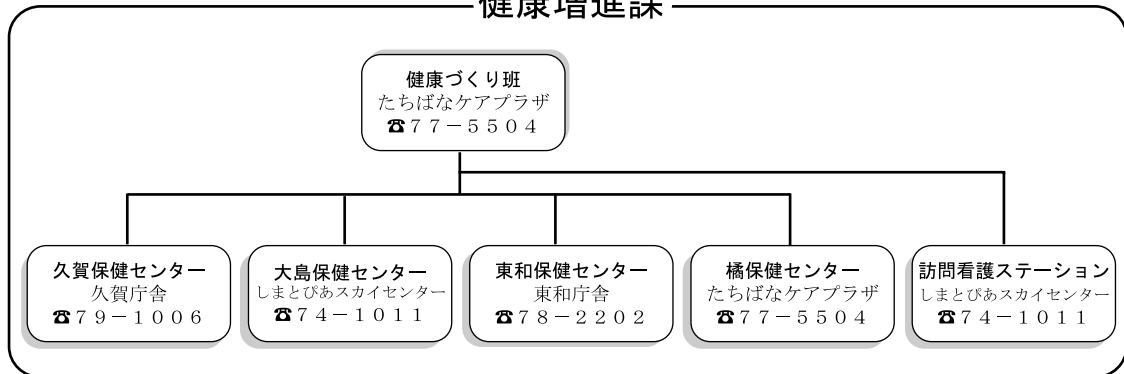 健康増進課
健康づくり班
たちばなケアプラザ
☎77－5504
久賀保健センター
久賀庁舎
☎79－1006
大島保健センター
しまとぴあスカイセンター
☎74－1011
東和保健センター
東和庁舎
☎78－2202
橘保健センター
たちばなケアプラザ
☎77－5504
訪問看護ステーション
しまとぴあスカイセンター
☎74－1011